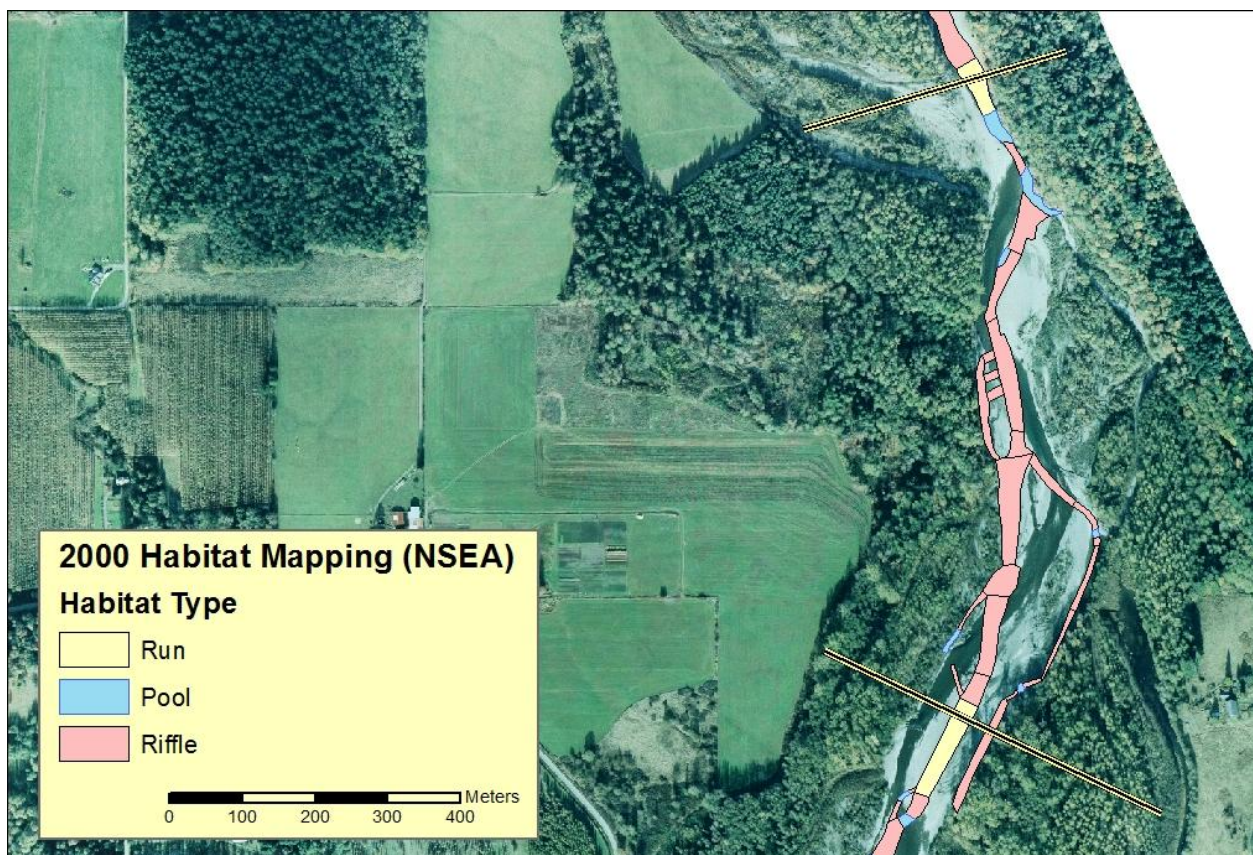 2000 Habitat Mapping (NSEA)
Habitat Type
Run
Pool
Riffle
Meters
0 100 200 300 400